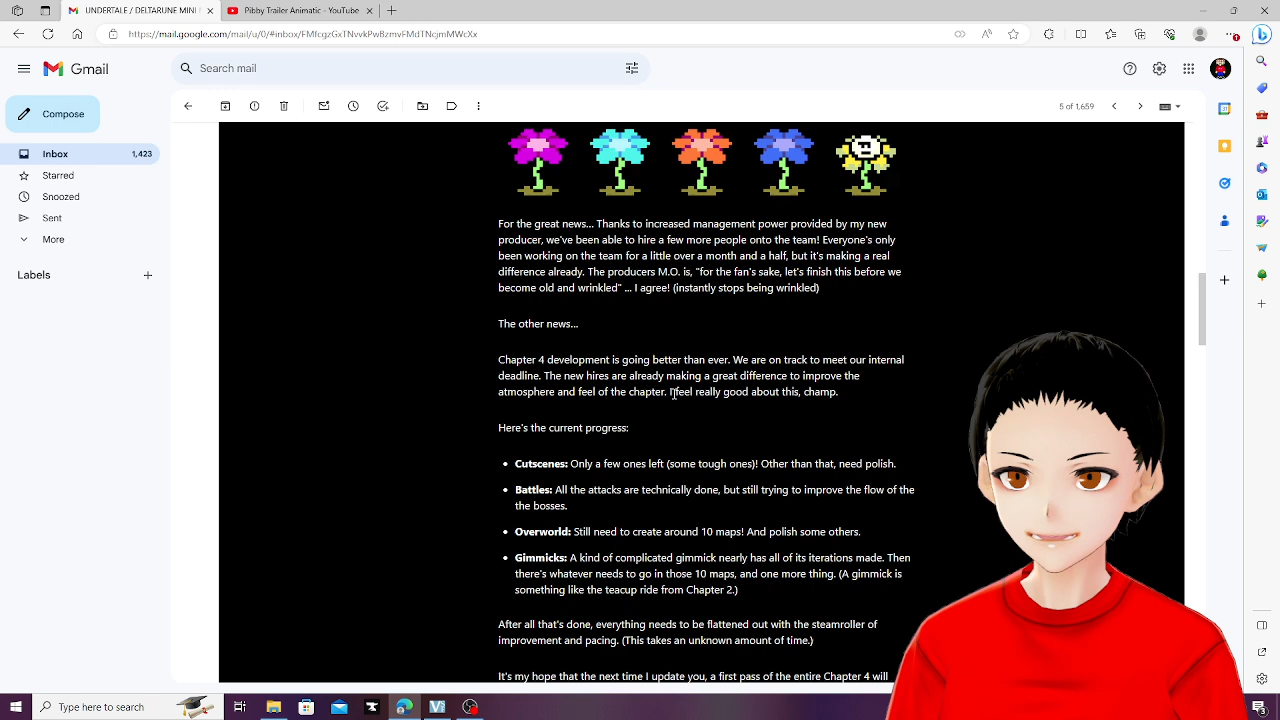 UNDERTALE / DELTARUNE MINI
Pibby Trailer Animatic - YouTube
https://mail.google.com/mail/u/0/#inbox/FMfcgzGxTNvvkPwBzmvFMdTNcjmMWcXx
Gmail
Search mail
Compose
5 of 1,659
Inbox
1,423
Starred
Snoozed
Sent
More
Labels
For the great news... Thanks to increased management power provided by my new
producer, we've been able to hire a few more people onto the team! Everyone's only
been working on the team for a little over a month and a half, but it's making a real
difference already. The producers M.O. is, "for the fan's sake, let's finish this before we
become old and wrinkled" ... I agree! (instantly stops being wrinkled)
The other news...
Chapter 4 development is going better than ever. We are on track to meet our internal
deadline. The new hires are already making a great difference to improve the
atmosphere and feel of the chapter. I feel really good about this, champ.
Here's the current progress:
• Cutscenes: Only a few ones left (some tough ones)! Other than that, need polish.
• Battles: All the attacks are technically done, but still trying to improve the flow of the
the bosses.
• Overworld: Still need to create around 10 maps! And polish some others.
• Gimmicks: A kind of complicated gimmick nearly has all of its iterations made. Then
there's whatever needs to go in those 10 maps, and one more thing. (A gimmick is
something like the teacup ride from Chapter 2.)
After all that's done, everything needs to be flattened out with the steamroller of
improvement and pacing. (This takes an unknown amount of time.)
It's my hope that the next time I update you, a first pass of the entire Chapter 4 will
Type here to search